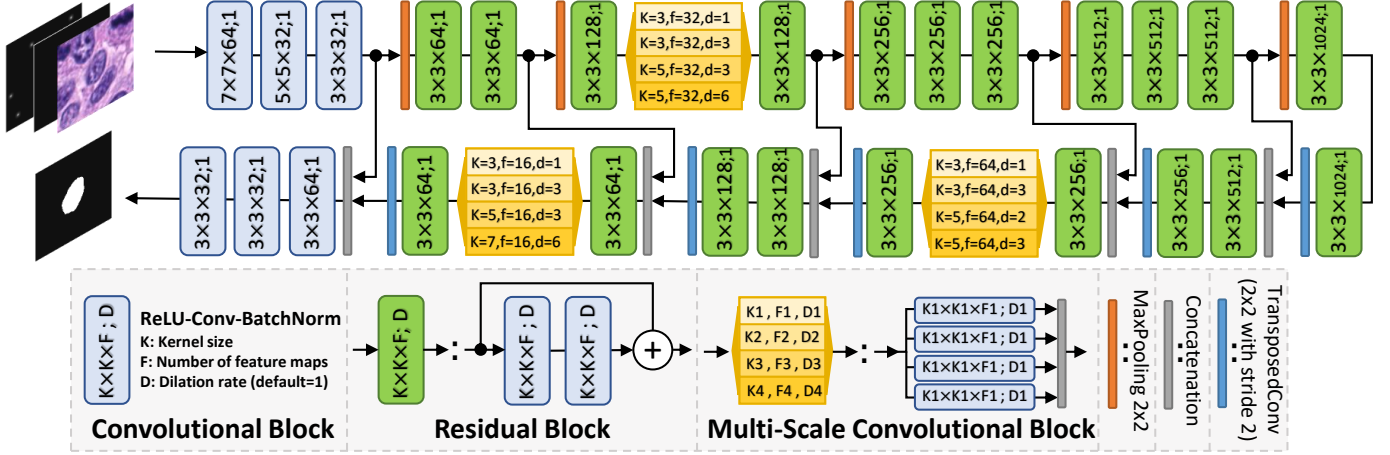 7×7×64;1
5×5×32;1
3×3×32;1
3×3×64;1
3×3×64;1
3×3×128;1
K=3,f=32,d=1
K=3,f=32,d=3
K=5,f=32,d=3
K=5,f=32,d=6
3×3×128;1
3×3×256;1
3×3×256;1
3×3×256;1
3×3×512;1
3×3×512;1
3×3×512;1
3×3×1024;1
3×3×32;1
3×3×32;1
3×3×64;1
3×3×64;1
K=3,f=16,d=1
K=3,f=16,d=3
K=5,f=16,d=3
K=7,f=16,d=6
3×3×64;1
3×3×128;1
3×3×128;1
3×3×256;1
K=3,f=64,d=1
K=3,f=64,d=3
K=5,f=64,d=2
K=5,f=64,d=3
3×3×256;1
3×3×256;1
3×3×512;1
3×3×1024;1
K×K×F ; D
ReLU-Conv-BatchNorm
K: Kernel size
F: Number of feature maps
D: Dilation rate (default=1)
Convolutional Block
K×K×F; D
:
K×K×F ; D
K×K×F ; D
+
Residual Block
K1 , F1 , D1
K2 , F2 , D2
K3 , F3 , D3
K4 , F4 , D4
:
K1×K1×F1 ; D1
K1×K1×F1 ; D1
K1×K1×F1 ; D1
K1×K1×F1 ; D1
Multi-Scale Convolutional Block
:
MaxPooling 2x2
:
Concatenation
:
TransposedConv
(2x2 with stride 2)